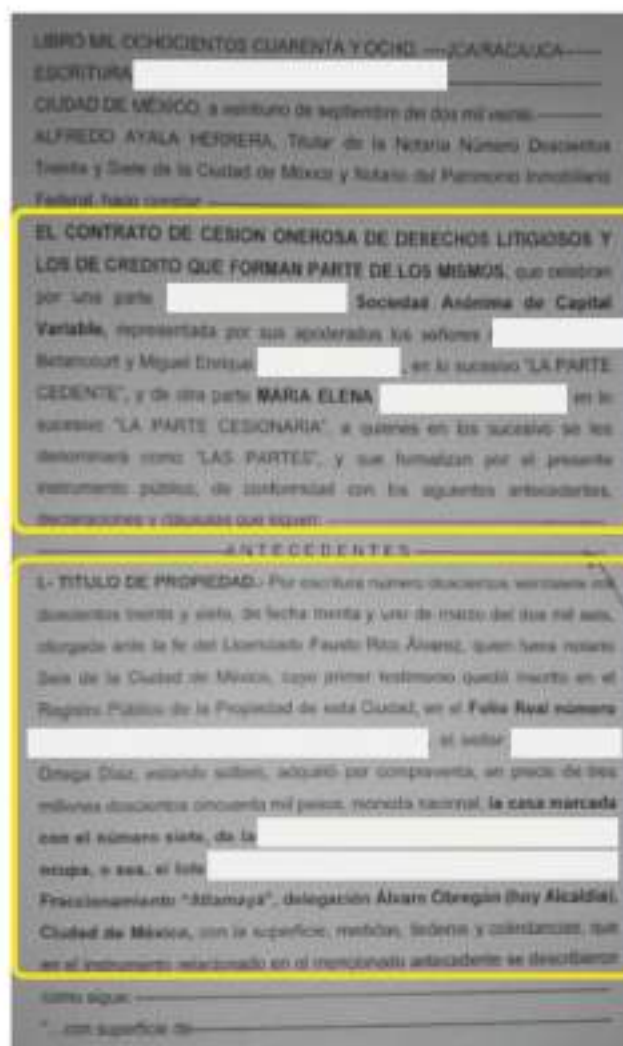 LIBRO MIL OCHOCIENTOS CUARENTA Y OCHO. ----JCA/RACA/JCA------
ESCRITURA
CIUDAD DE MÉXICO, a veintiuno de septiembre del dos mil veinte.------
ALFREDO AYALA HERRERA, Titular de la Notaría Número Doscientos
Treinta y Siete de la Ciudad de México y Notario del Patrimonio Inmobiliario
Federal, hago constar:
EL CONTRATO DE CESION ONEROSA DE DERECHOS LITIGIOSOS Y
LOS DE CREDITO QUE FORMAN PARTE DE LOS MISMOS, que celebran
por una parte Sociedad Anónima de Capital
Variable, representada por sus apoderados los señores
Betancourt y Miguel Enrique , en lo sucesivo "LA PARTE
CEDENTE", y de otra parte MARIA ELENA en lo
sucesivo "LA PARTE CESIONARIA", a quienes en los sucesivo se les
denominará como "LAS PARTES", y que formalizan por el presente
instrumento público, de conformidad con los siguientes antecedentes,
declaraciones y cláusulas que siguen:
ANTECEDENTES
I.- TITULO DE PROPIEDAD.- Por escritura número doscientos mil
doscientos treinta y siete, de fecha treinta y uno de marzo del dos mil seis,
otorgada ante la fe del Licenciado Fausto Rico Álvarez, quien fuera notario
Seis de la Ciudad de México, cuyo primer testimonio quedó inscrito en el
Registro Público de la Propiedad de esta Ciudad, en el Folio Real número
el señor
Ortega Díaz, estando soltero, adquirió por compraventa, en precio de tres
millones doscientos cincuenta mil pesos, moneda nacional, la casa marcada
con el número siete, de la
ocupa, o sea, el lote
Fraccionamiento "Atlamaya", delegación Álvaro Obregón (hoy Alcaldía),
Ciudad de México, con la superficie, medidas, linderos y colindancias, que
en el instrumento relacionado en el mencionado antecedente se describieron
como sigue:
"...con superficie de